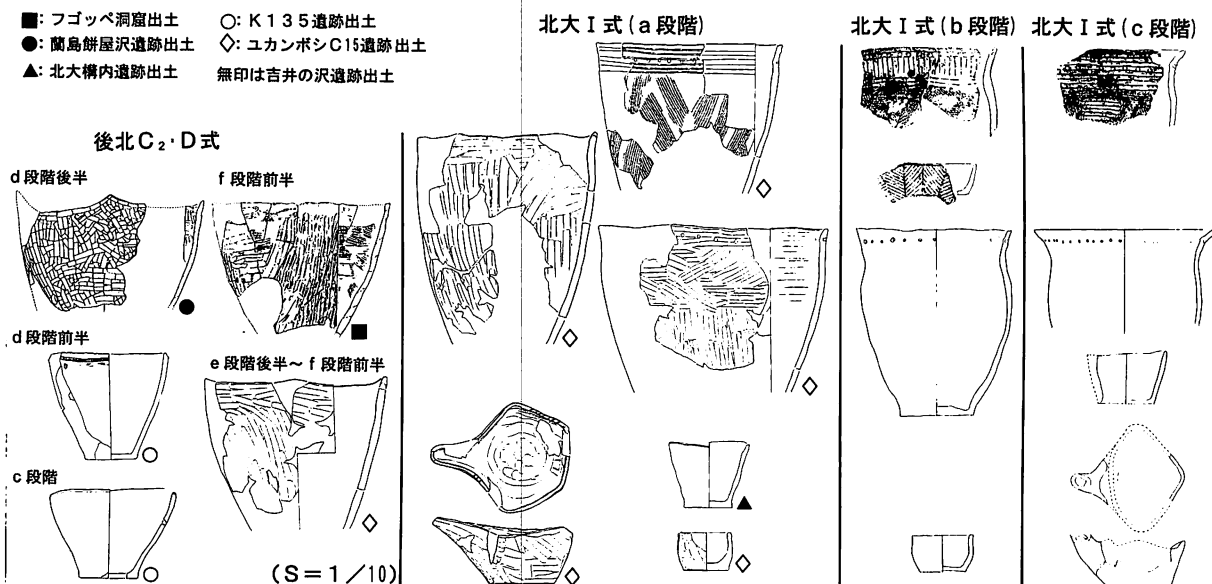 ■: フゴッペ洞窟出土
●: 蘭島餅屋沢遺跡出土
▲: 北大構内遺跡出土
○: K135遺跡出土
◇: ユカンボシC15遺跡出土
無印は吉井の沢遺跡出土
後北C₂·D式
d段階後半
f段階前半
d段階前半
e段階後半~f段階前半
c段階
(S=1/10)
北大Ⅰ式(a段階)
北大Ⅰ式(b段階)
北大Ⅰ式(c段階)